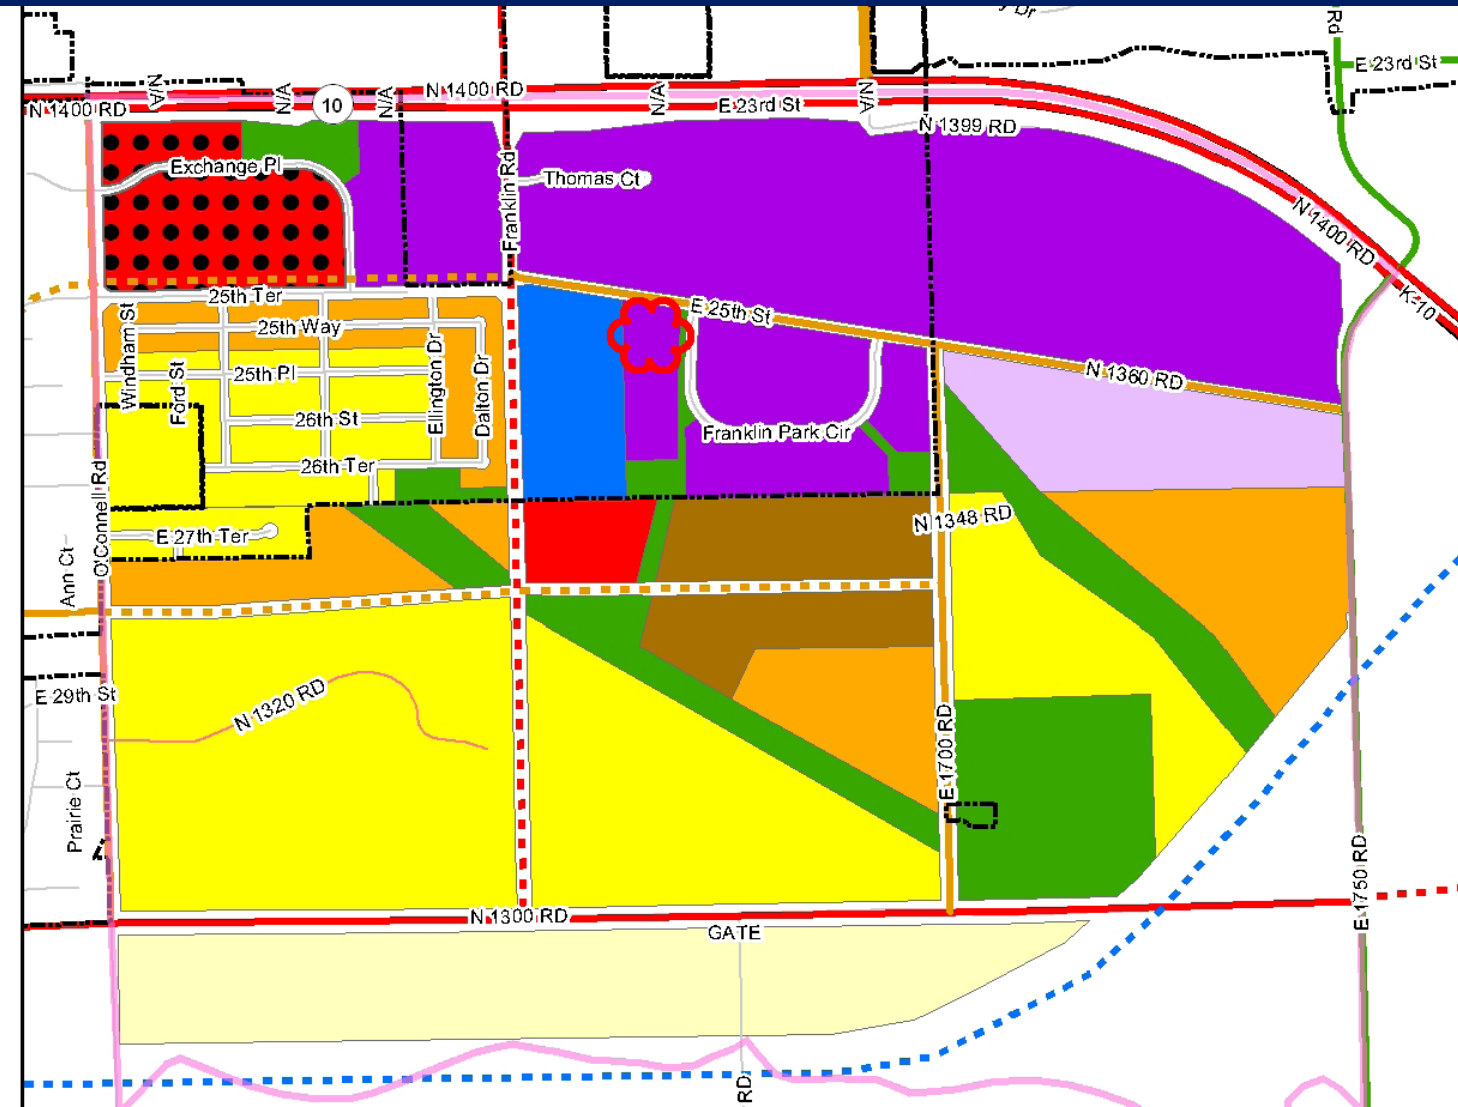 y Dr
Rd
E 23rd St
N/A
N/A
N/A
N 1400 RD
N/A
N/A
10
N 1400 RD
E 23rd St
N 1399 RD
Exchange Pl
Franklin Rd
Thomas Ct
N 1400 RD
K-10
25th Ter
Windham St
25th Way
E 25th St
Ford St
25th Pl
Ellington Dr
Dalton Dr
N 1360 RD
26th St
Franklin Park Cir
26th Ter
O'Connell Rd
N 1348 RD
E 27th Ter
Ann Ct
E 29th St
N 1320 RD
E 1700 RD
Prairie Ct
E 1750 RD
N 1300 RD
GATE
RD